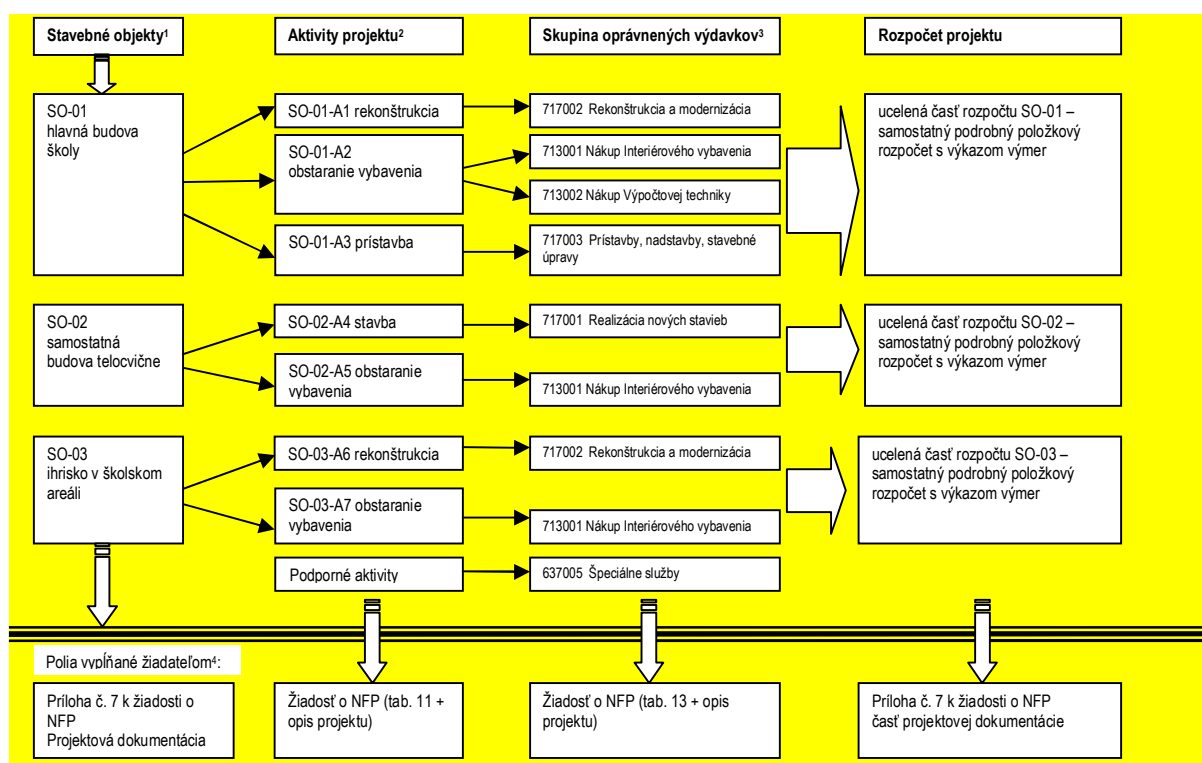 Stavebné objekty¹
Aktivity projektu²
Skupina oprávnených výdavkov³
Rozpočet projektu
SO-01
hlavná budova
školy
SO-01-A1 rekonštrukcia
717002 Rekonštrukcia a modernizácia
SO-01-A2
obstaranie vybavenia
713001 Nákup Interiérového vybavenia
713002 Nákup Výpočtovej techniky
SO-01-A3 prístavba
717003 Prístavby, nadstavby, stavebné
úpravy
ucelená časť rozpočtu SO-01 –
samostatný podrobný položkový
rozpočet s výkazom výmer
SO-02
samostatná
budova telocvične
SO-02-A4 stavba
717001 Realizácia nových stavieb
SO-02-A5 obstaranie
vybavenia
713001 Nákup Interiérového vybavenia
ucelená časť rozpočtu SO-02 –
samostatný podrobný položkový
rozpočet s výkazom výmer
SO-03
ihrisko v školskom
areáli
SO-03-A6 rekonštrukcia
717002 Rekonštrukcia a modernizácia
SO-03-A7 obstaranie
vybavenia
713001 Nákup Interiérového vybavenia
ucelená časť rozpočtu SO-03 –
samostatný podrobný položkový
rozpočet s výkazom výmer
Podporné aktivity
637005 Špeciálne služby
Polia vypĺňané žiadateľom⁴:
Príloha č. 7 k žiadosti o
NFP
Projektová dokumentácia
Žiadosť o NFP (tab. 11 +
opis projektu)
Žiadosť o NFP (tab. 13 + opis
projektu)
Príloha č. 7 k žiadosti o NFP
časť projektovej dokumentácie